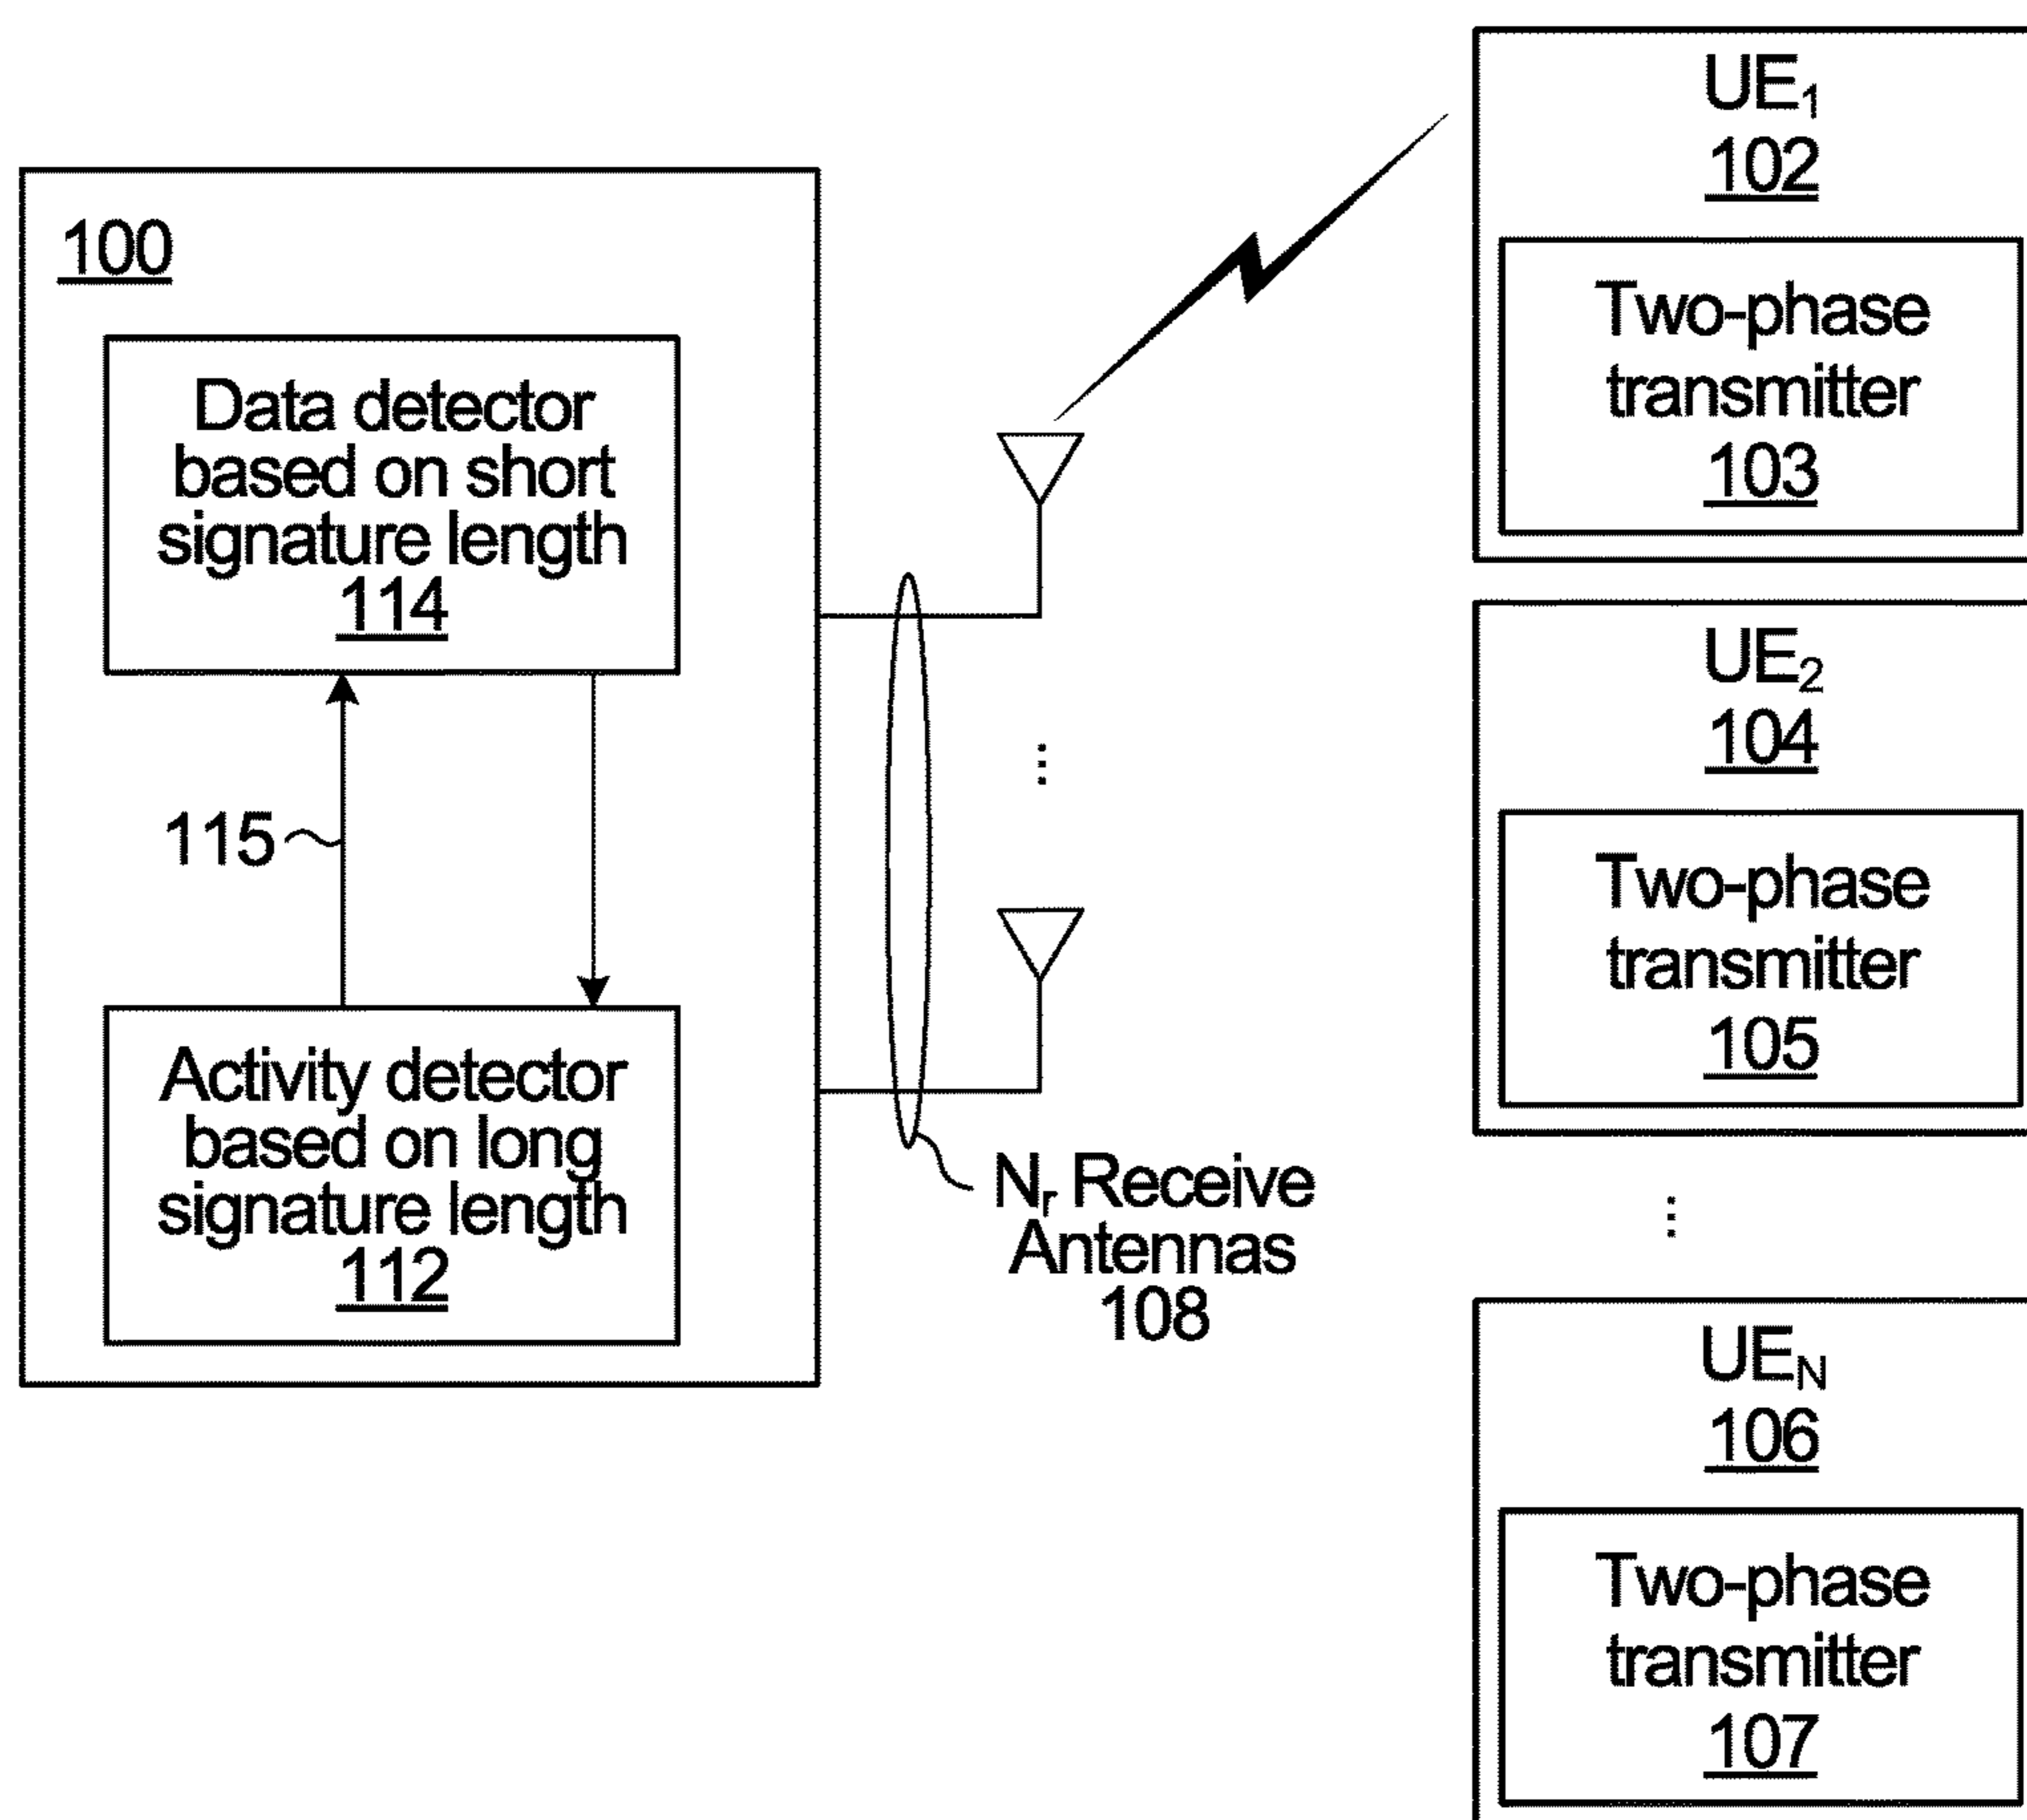 100
Data detector
based on short
signature length
114
115
Activity detector
based on long
signature length
112
...
Nr Receive
Antennas
108
UE1
102
Two-phase
transmitter
103
UE2
104
Two-phase
transmitter
105
...
UEN
106
Two-phase
transmitter
107